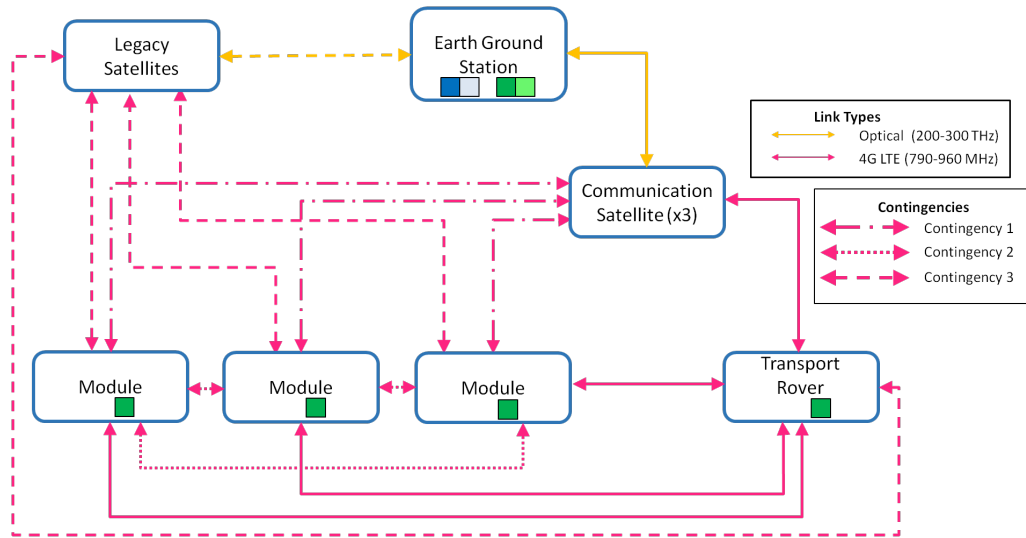 Legacy
Satellites
Earth Ground
Station
Link Types
Optical (200-300 THz)
4G LTE (790-960 MHz)
Communication
Satellite (x3)
Contingencies
Contingency 1
Contingency 2
Contingency 3
Module
Module
Module
Transport
Rover